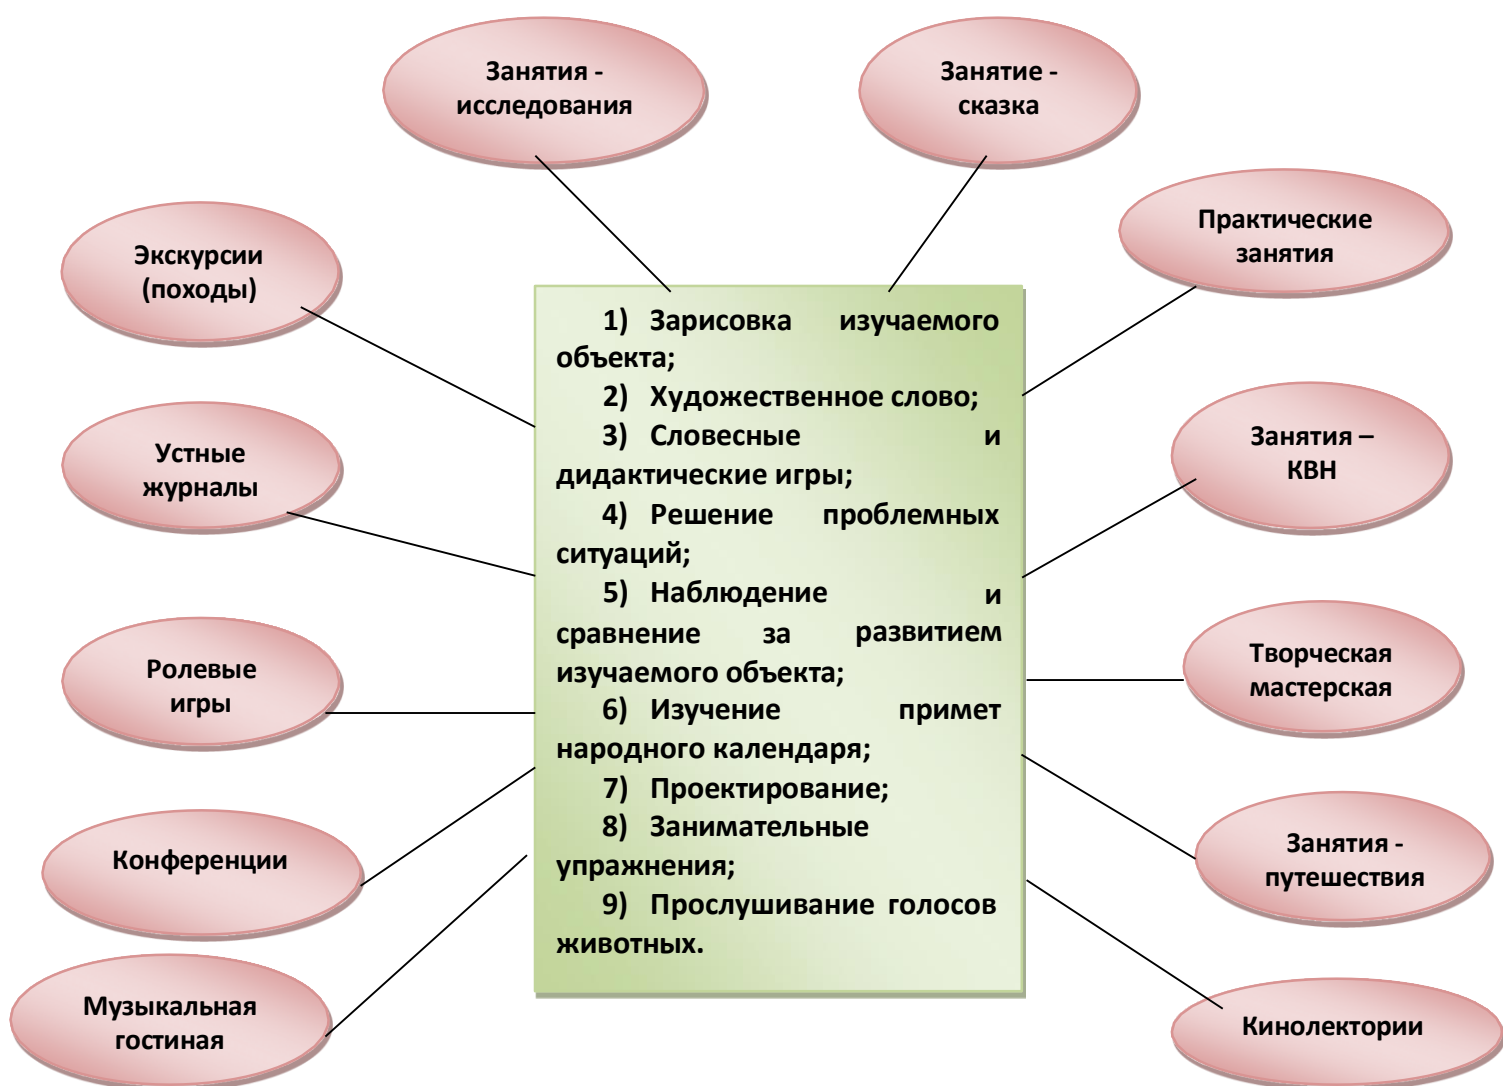 Занятия -
исследования
Занятие -
сказка
Практические
занятия
Экскурсии
(походы)
Устные
журналы
Ролевые
игры
Конференции
Музыкальная
гостиная
1) Зарисовка изучаемого
объекта;
2) Художественное слово;
3) Словесные и
дидактические игры;
4) Решение проблемных
ситуаций;
5) Наблюдение и
сравнение за развитием
изучаемого объекта;
6) Изучение примет
народного календаря;
7) Проектирование;
8) Занимательные
упражнения;
9) Прослушивание голосов
животных.
Занятия –
КВН
Творческая
мастерская
Занятия -
путешествия
Кинолектории